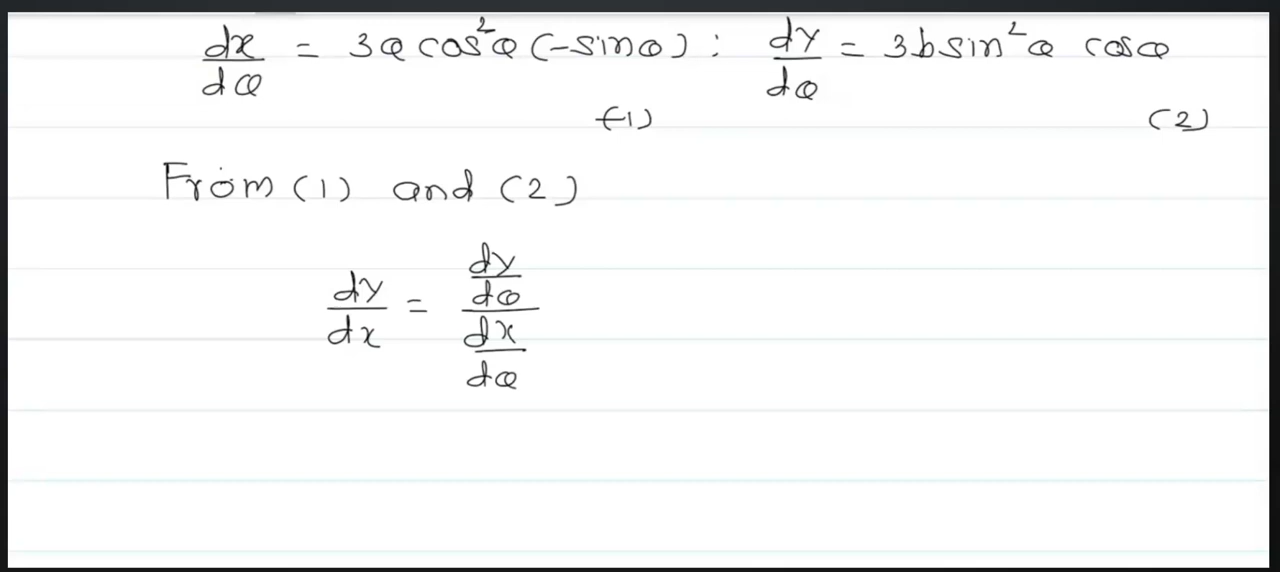 dx/dθ = 3a cos²θ (-sinθ) : dy/dθ = 3b sin²θ cosθ
(1) (2)
From (1) and (2)
dy/dx = (dy/dθ)/(dx/dθ)